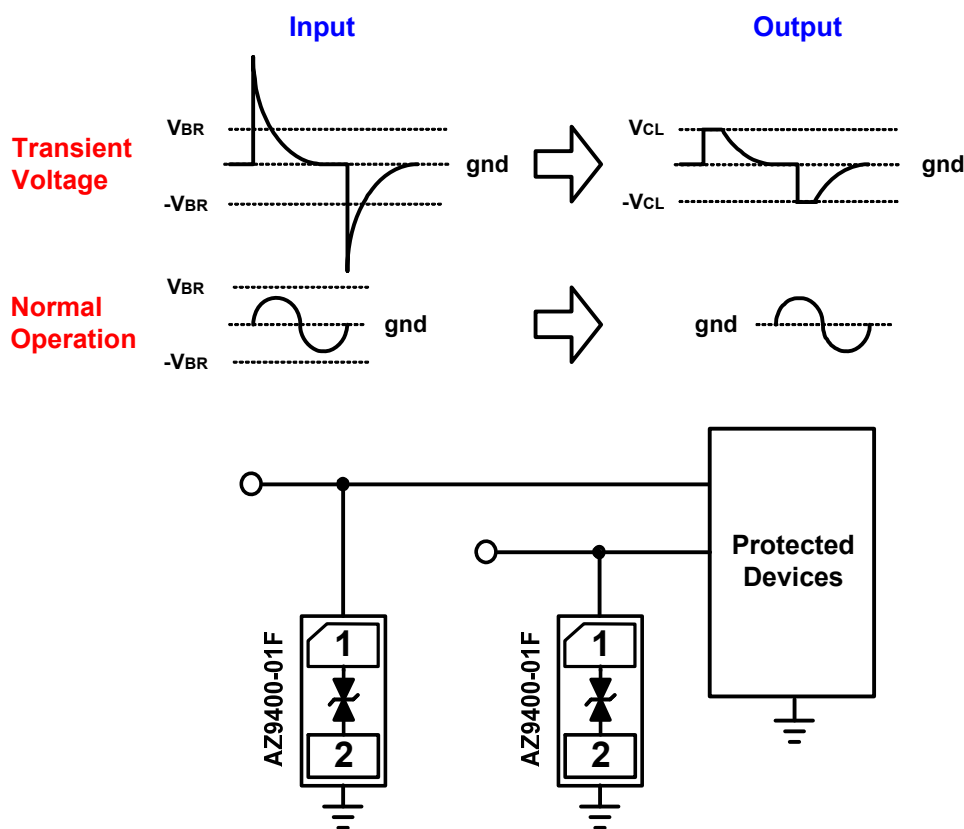 Input
Output
Transient
Voltage
VBR
gnd
-VBR
VCL
gnd
-VCL
Normal
Operation
VBR
gnd
-VBR
gnd
Protected
Devices
AZ9400-01F
1
2
AZ9400-01F
1
2